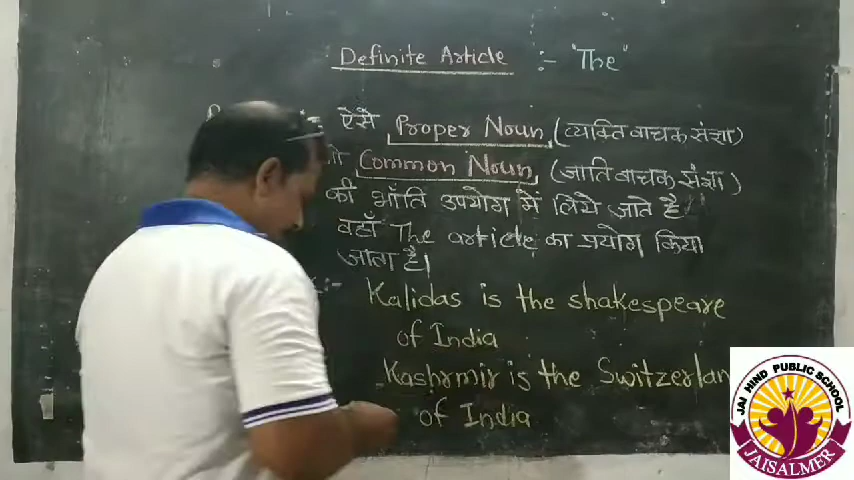 Definite Article :- "The"
ऐसे Proper Noun, (व्यक्ति वाचक संज्ञा)
Common Noun, (जाति वाचक संज्ञा)
की भाँति उपयोग में लिये जाते है
वहाँ The article का प्रयोग किया
जाता है।
:- Kalidas is the shakespeare
of India
Kashrmir is the Switzerlan
of India
JAI HIND PUBLIC SCHOOL
JAISALMER